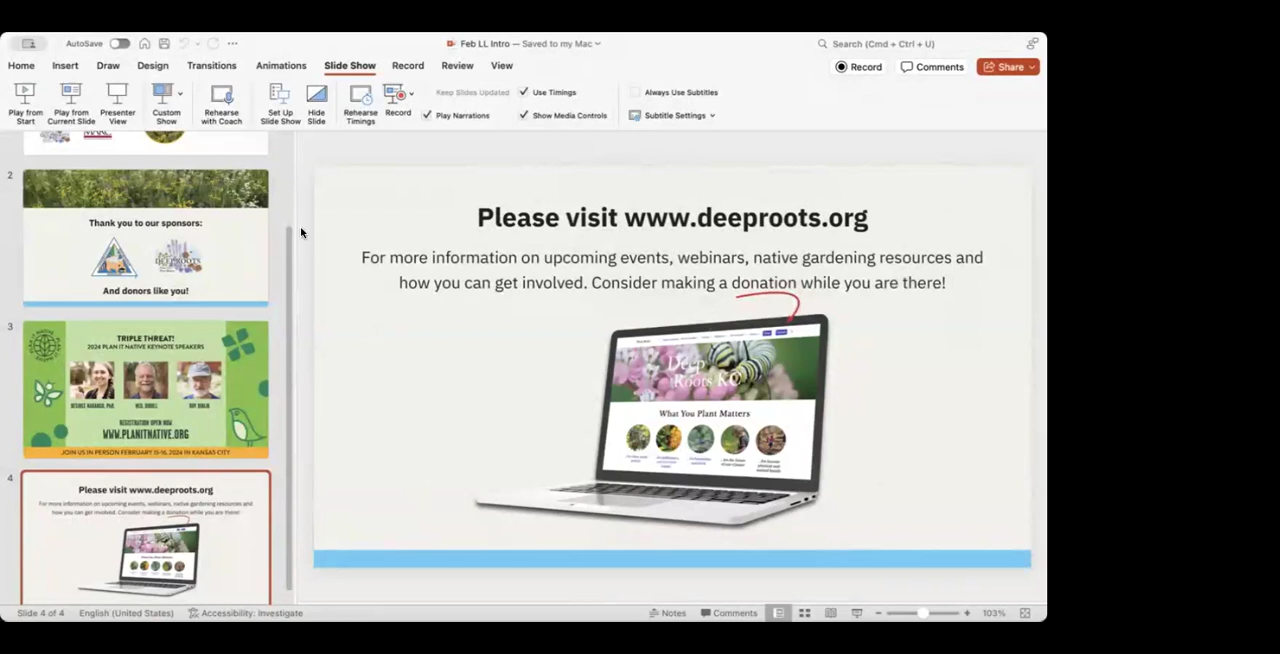 AutoSave
Feb LL Intro — Saved to my Mac
Search (Cmd + Ctrl + U)
Home Insert Draw Design Transitions Animations Slide Show Record Review View
Record Comments Share
Play from Start
Play from Current Slide
Presenter View
Custom Show
Rehearse with Coach
Set Up Slide Show
Hide Slide
Rehearse Timings
Record
Keep Slides Updated
Use Timings
Play Narrations
Show Media Controls
Always Use Subtitles
Subtitle Settings
2
Thank you to our sponsors:
DEEPROOTS
And donors like you!
3
TRIPLE THREAT!
2024 PLAN IT NATIVE KEYNOTE SPEAKERS
REGISTRATION OPEN NOW
WWW.PLANITNATIVE.ORG
JOIN US IN PERSON FEBRUARY 15-16, 2024 IN KANSAS CITY
4
Please visit www.deeproots.org
For more information on upcoming events, webinars, native gardening resources and
how you can get involved. Consider making a donation while you are there!
Please visit www.deeproots.org
For more information on upcoming events, webinars, native gardening resources and
how you can get involved. Consider making a donation while you are there!
Deep
Roots KC
What You Plant Matters
Slide 4 of 4
English (United States)
Accessibility: Investigate
Notes
Comments
103%